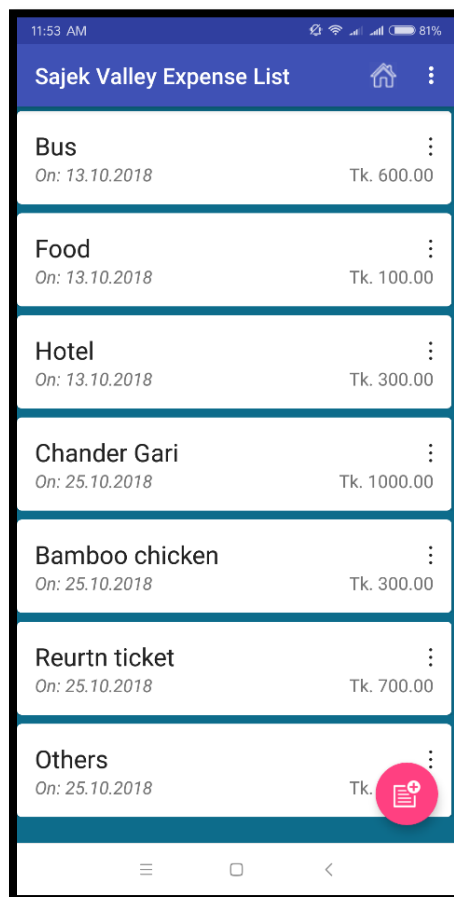 11:53 AM 81%
Sajek Valley Expense List
Bus
On: 13.10.2018 Tk. 600.00
Food
On: 13.10.2018 Tk. 100.00
Hotel
On: 13.10.2018 Tk. 300.00
Chander Gari
On: 25.10.2018 Tk. 1000.00
Bamboo chicken
On: 25.10.2018 Tk. 300.00
Reurtn ticket
On: 25.10.2018 Tk. 700.00
Others
On: 25.10.2018 Tk.